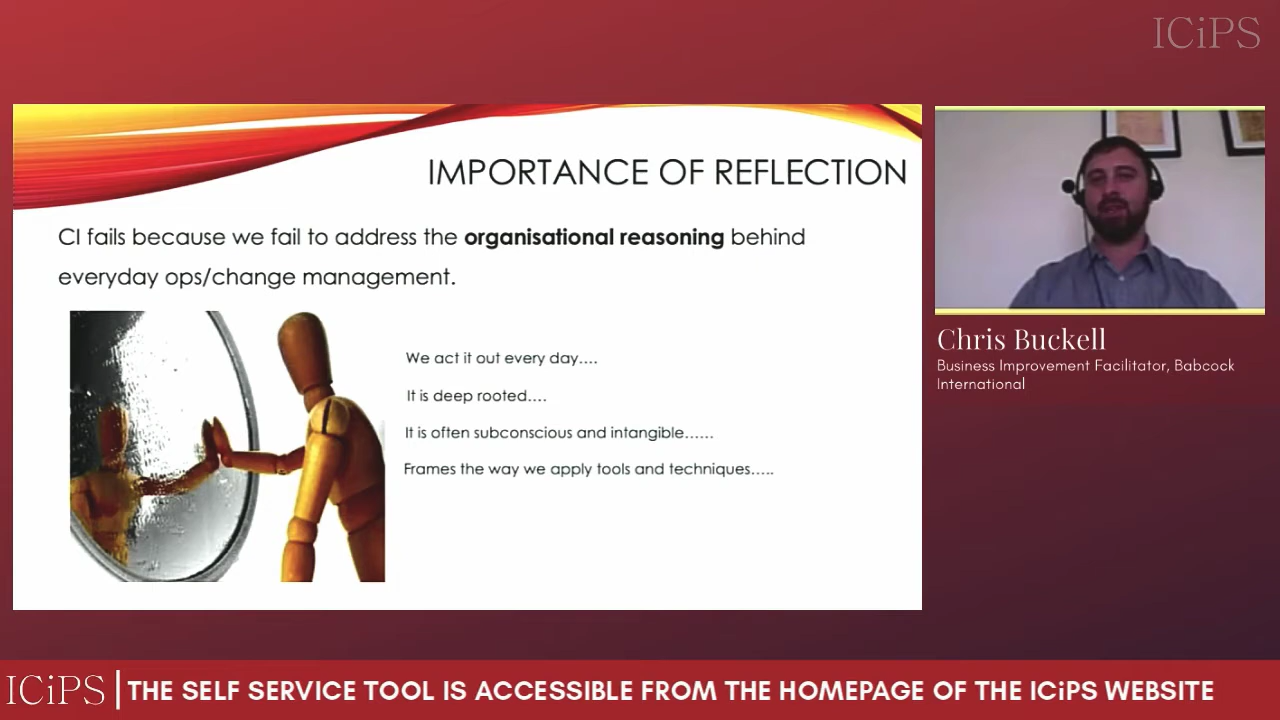 ICiPS
IMPORTANCE OF REFLECTION
CI fails because we fail to address the organisational reasoning behind
everyday ops/change management.
We act it out every day....
It is deep rooted....
It is often subconscious and intangible......
Frames the way we apply tools and techniques.....
Chris Buckell
Business Improvement Facilitator, Babcock
International
ICiPS | THE SELF SERVICE TOOL IS ACCESSIBLE FROM THE HOMEPAGE OF THE ICiPS WEBSITE